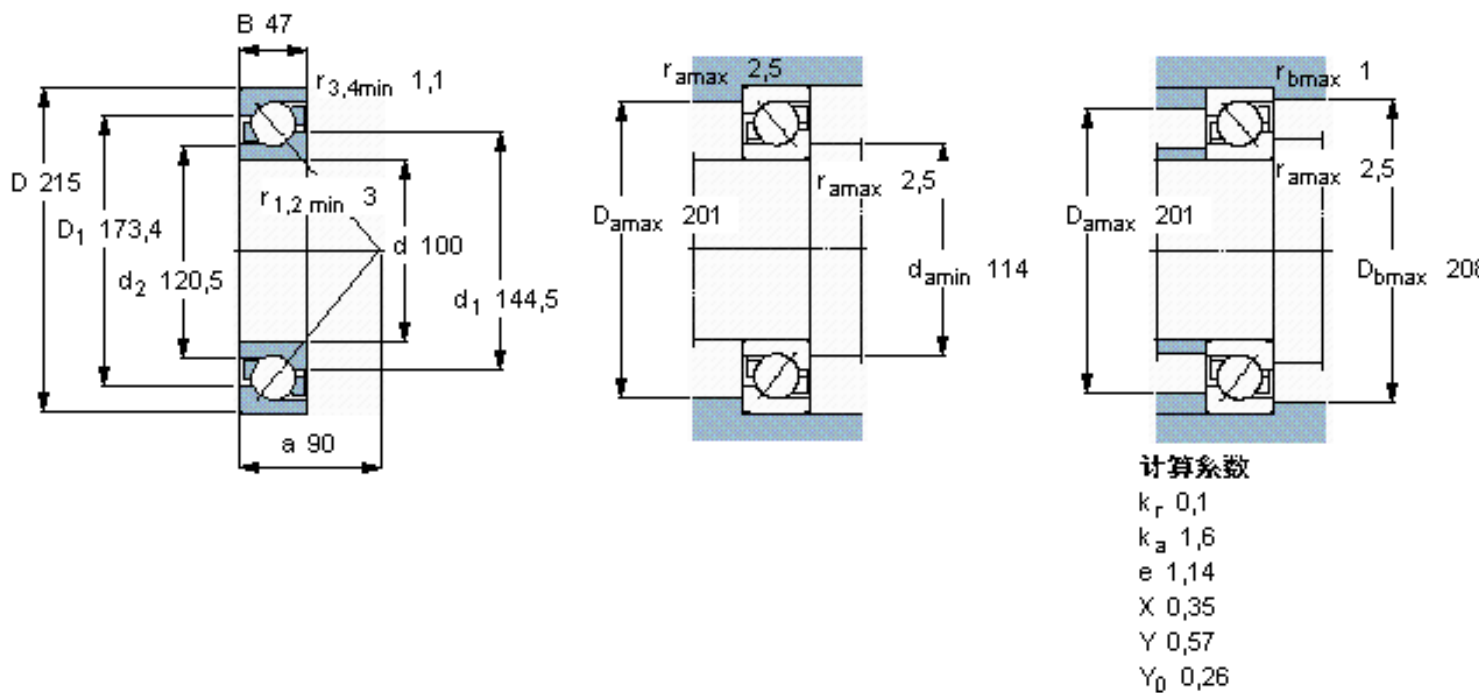 B 47
r3,4min 1,1
D 215
D1 173,4
d2 120,5
r1,2 min 3
d 100
d1 144,5
a 90
ramax 2,5
Damax 201
ramax 2,5
damin 114
rbmax 1
ramax 2,5
Damax 201
Dbmax 208
计算系数
kr 0,1
ka 1,6
e 1,14
X 0,35
Y 0,57
Y0 0,26